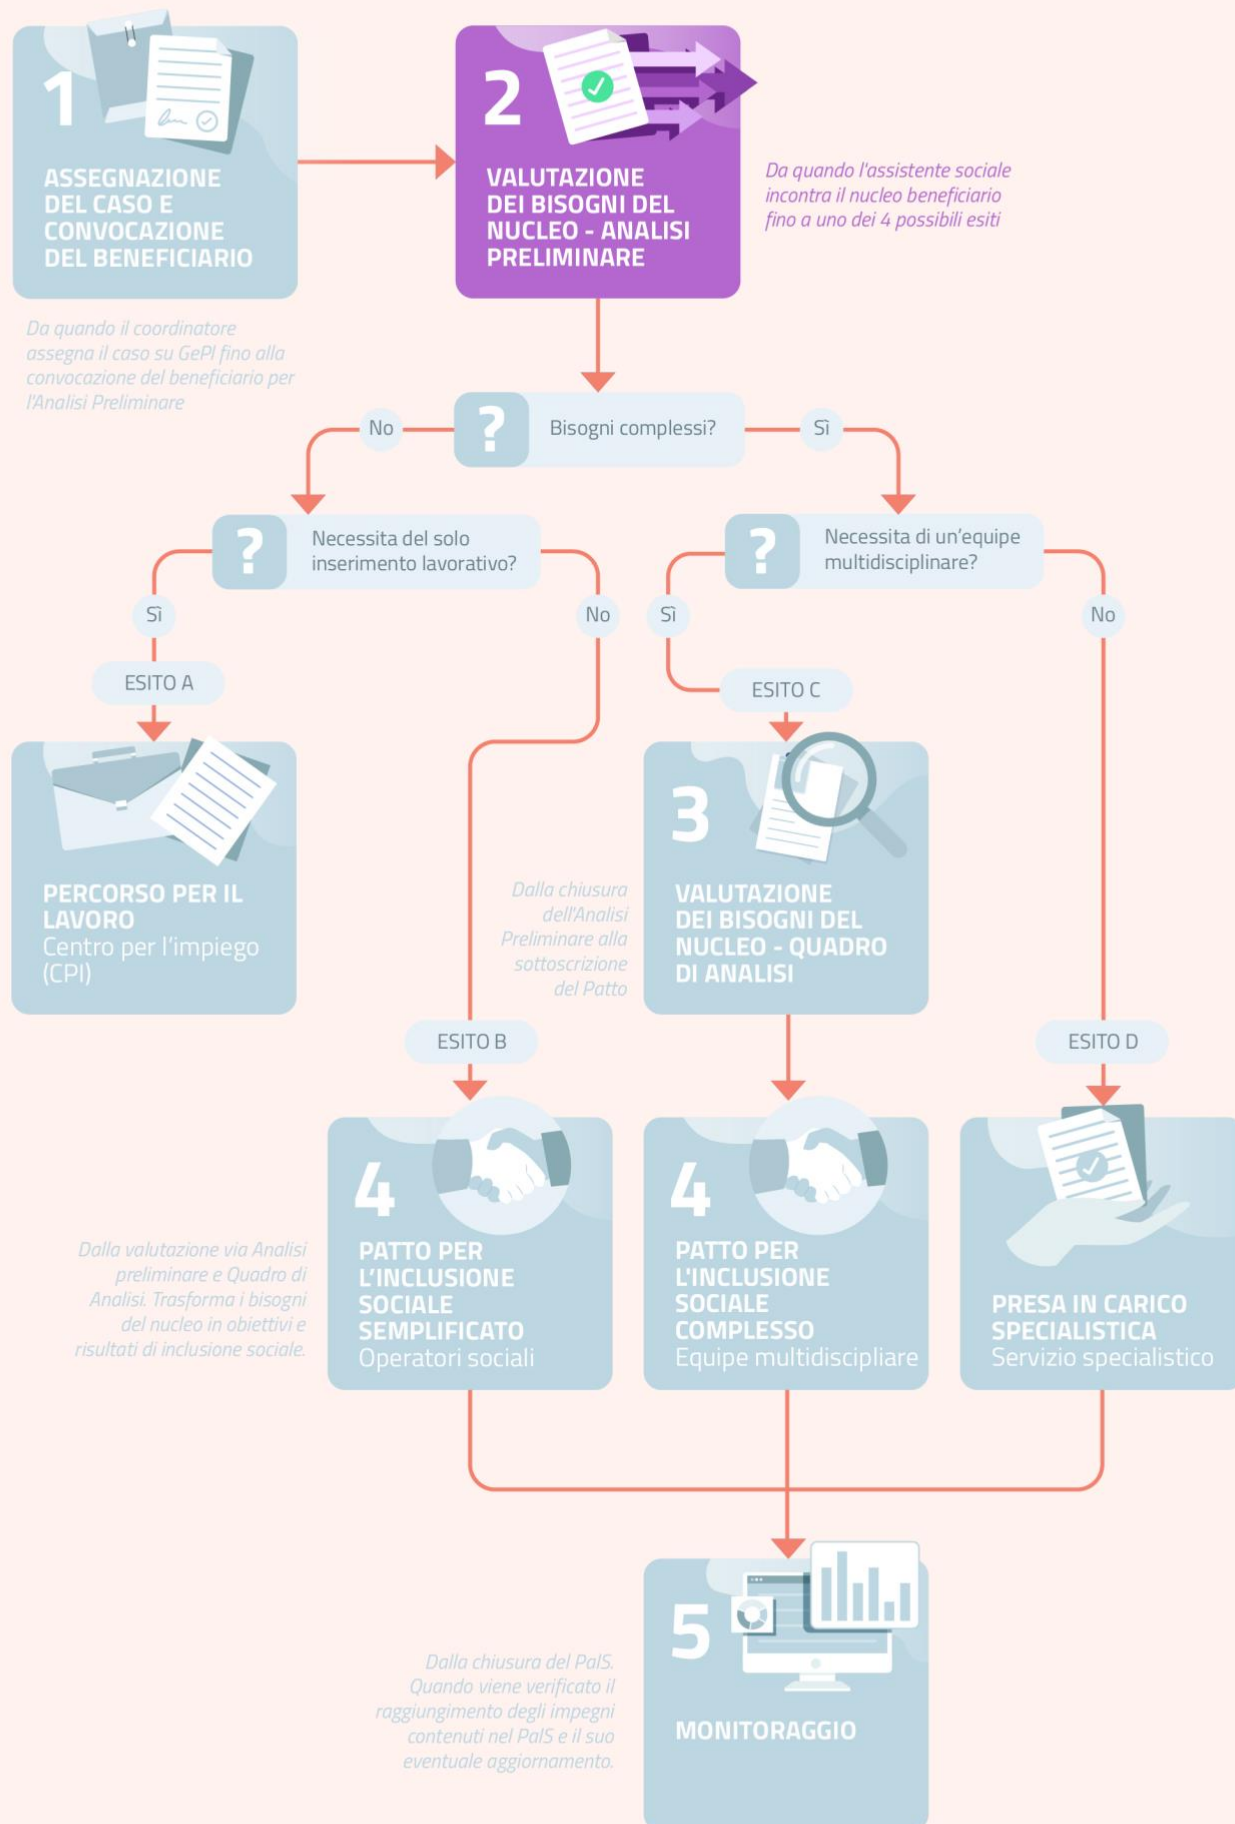 1
ASSEGNAZIONE
DEL CASO E
CONVOCAZIONE
DEL BENEFICIARIO
Da quando il coordinatore
assegna il caso su GePI fino alla
convocazione del beneficiario per
l'Analisi Preliminare
2
VALUTAZIONE
DEI BISOGNI DEL
NUCLEO - ANALISI
PRELIMINARE
Da quando l'assistente sociale
incontra il nucleo beneficiario
fino a uno dei 4 possibili esiti
?
Bisogni complessi?
No
Sì
?
Necessita del solo
inserimento lavorativo?
?
Necessita di un'equipe
multidisciplinare?
Sì
No
Sì
No
ESITO A
ESITO C
PERCORSO PER IL
LAVORO
Centro per l'impiego
(CPI)
Dalla chiusura
dell'Analisi
Preliminare alla
sottoscrizione
del Patto
3
VALUTAZIONE
DEI BISOGNI DEL
NUCLEO - QUADRO
DI ANALISI
ESITO B
ESITO D
Dalla valutazione via Analisi
preliminare e Quadro di
Analisi. Trasforma i bisogni
del nucleo in obiettivi e
risultati di inclusione sociale.
4
PATTO PER
L'INCLUSIONE
SOCIALE
SEMPLIFICATO
Operatori sociali
4
PATTO PER
L'INCLUSIONE
SOCIALE
COMPLESSO
Equipe multidiscipliare
PRESA IN CARICO
SPECIALISTICA
Servizio specialistico
Dalla chiusura del PaIS.
Quando viene verificato il
raggiungimento degli impegni
contenuti nel PaIS e il suo
eventuale aggiornamento.
5
MONITORAGGIO